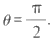 θ = π/2.